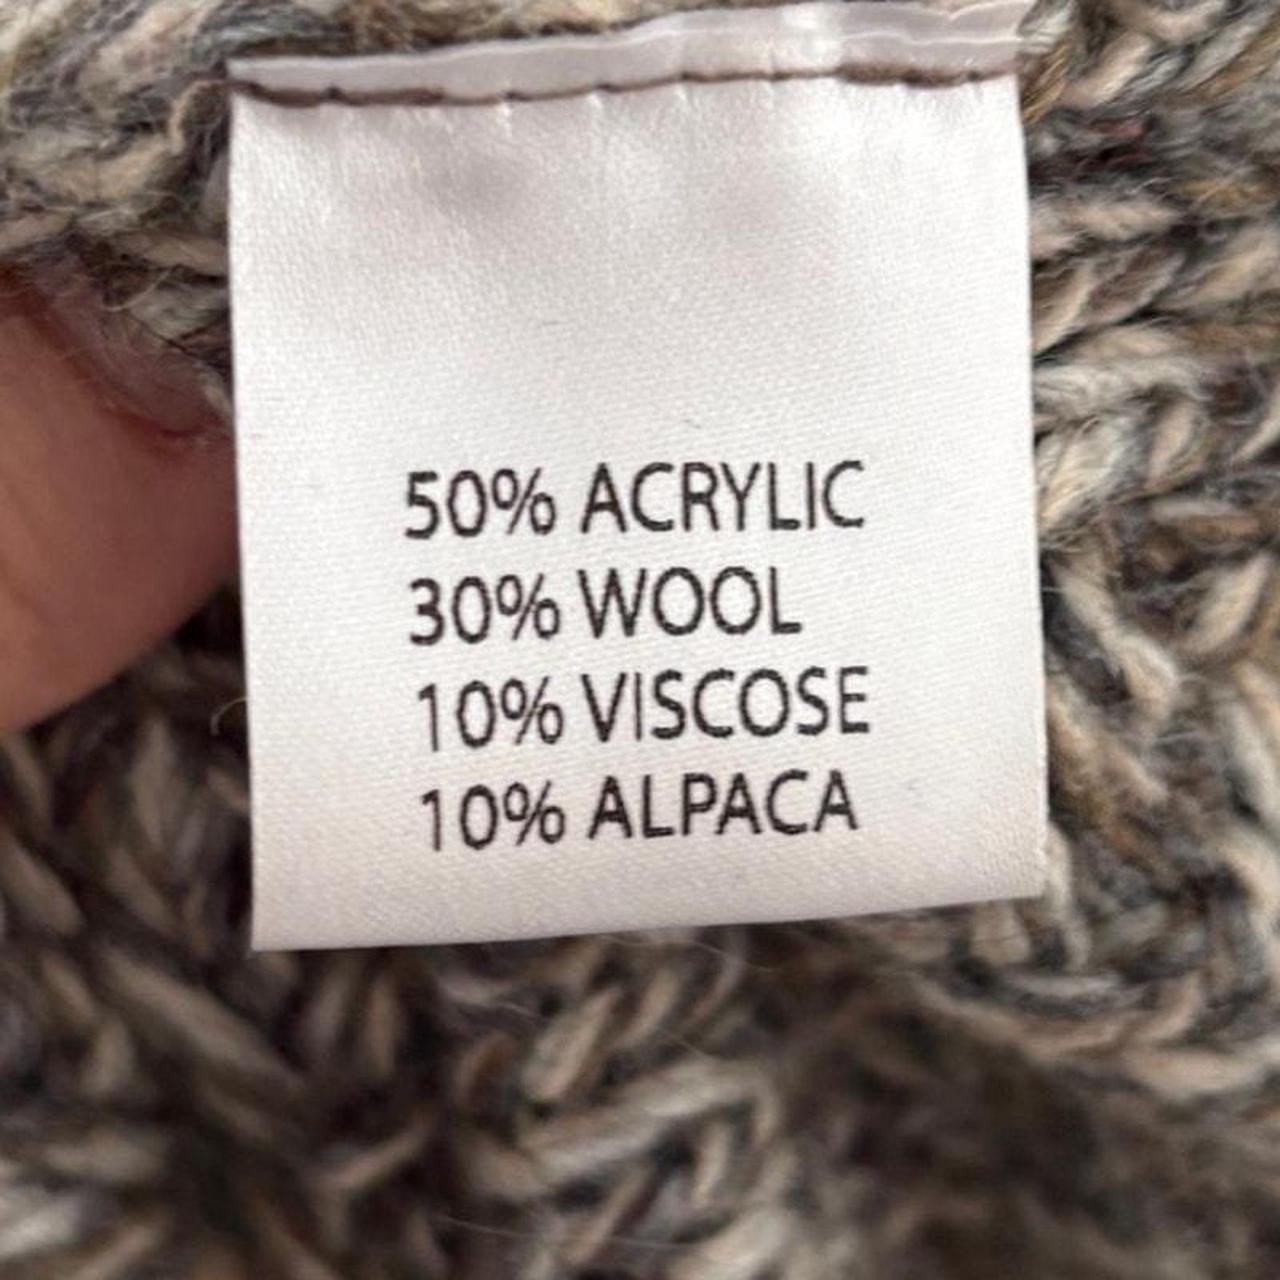 50% ACRYLIC
30% WOOL
10% VISCOSE
10% ALPACA